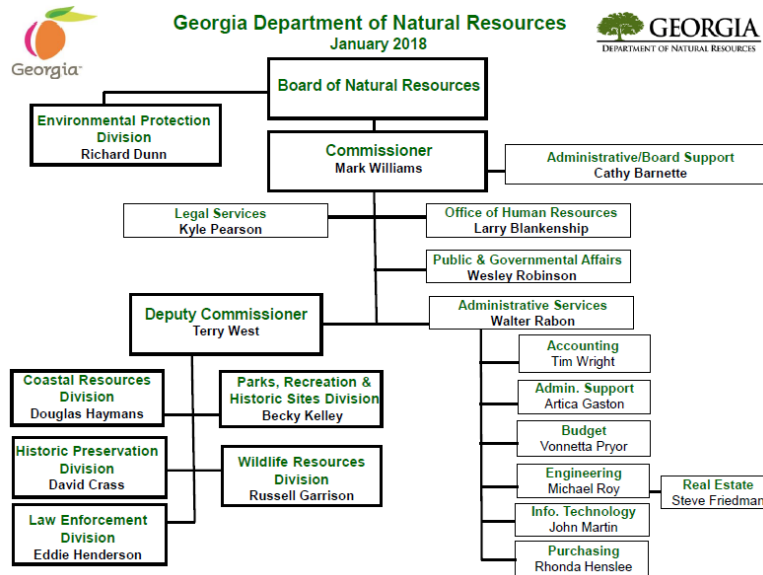 Georgia Department of Natural Resources
January 2018
Georgia
GEORGIA
DEPARTMENT OF NATURAL RESOURCES
Board of Natural Resources
Environmental Protection
Division
Richard Dunn
Commissioner
Mark Williams
Administrative/Board Support
Cathy Barnette
Legal Services
Kyle Pearson
Office of Human Resources
Larry Blankenship
Public & Governmental Affairs
Wesley Robinson
Deputy Commissioner
Terry West
Administrative Services
Walter Rabon
Accounting
Tim Wright
Coastal Resources
Division
Douglas Haymans
Parks, Recreation &
Historic Sites Division
Becky Kelley
Admin. Support
Artica Gaston
Budget
Vonnetta Pryor
Historic Preservation
Division
David Crass
Wildlife Resources
Division
Russell Garrison
Engineering
Michael Roy
Real Estate
Steve Friedman
Law Enforcement
Division
Eddie Henderson
Info. Technology
John Martin
Purchasing
Rhonda Henslee